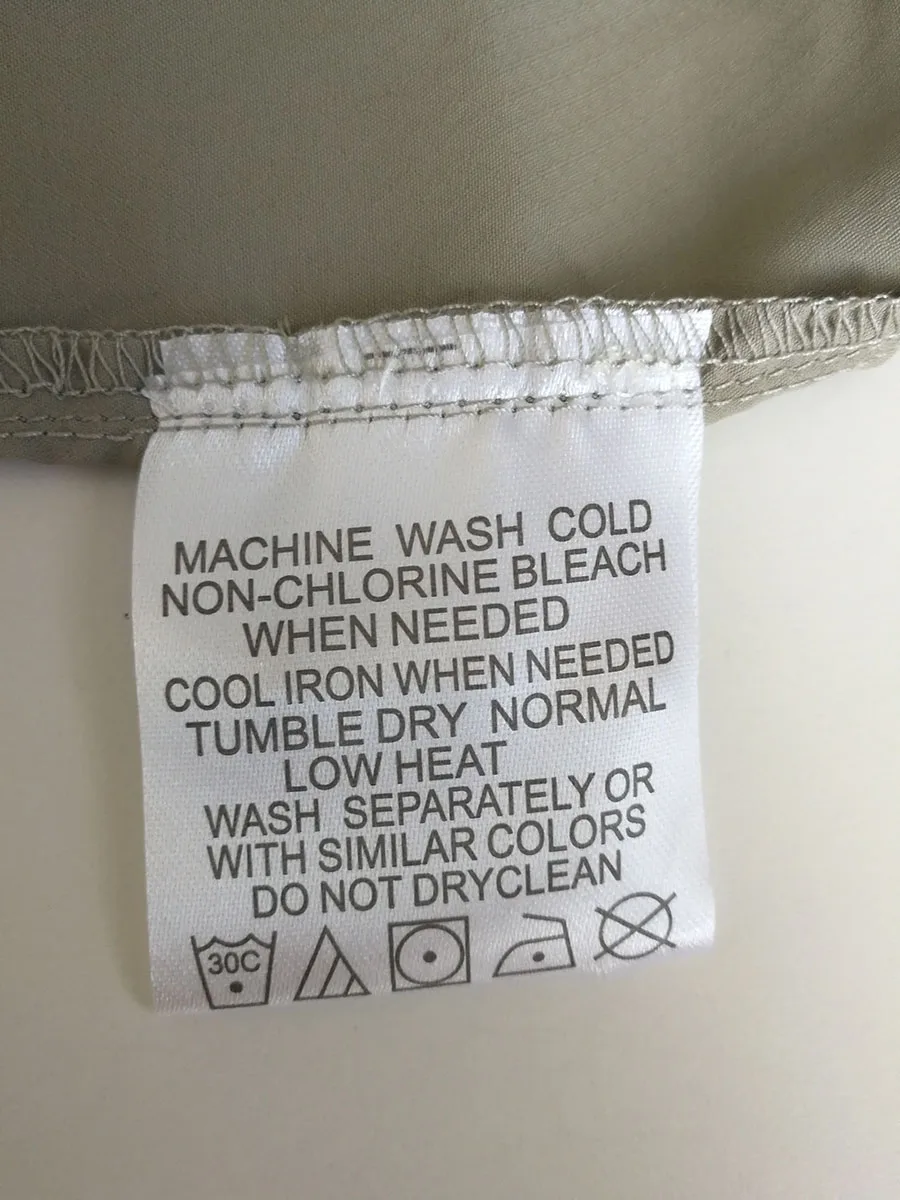 MACHINE WASH COLD
NON-CHLORINE BLEACH
WHEN NEEDED
COOL IRON WHEN NEEDED
TUMBLE DRY NORMAL
LOW HEAT
WASH SEPARATELY OR
WITH SIMILAR COLORS
DO NOT DRYCLEAN
30C